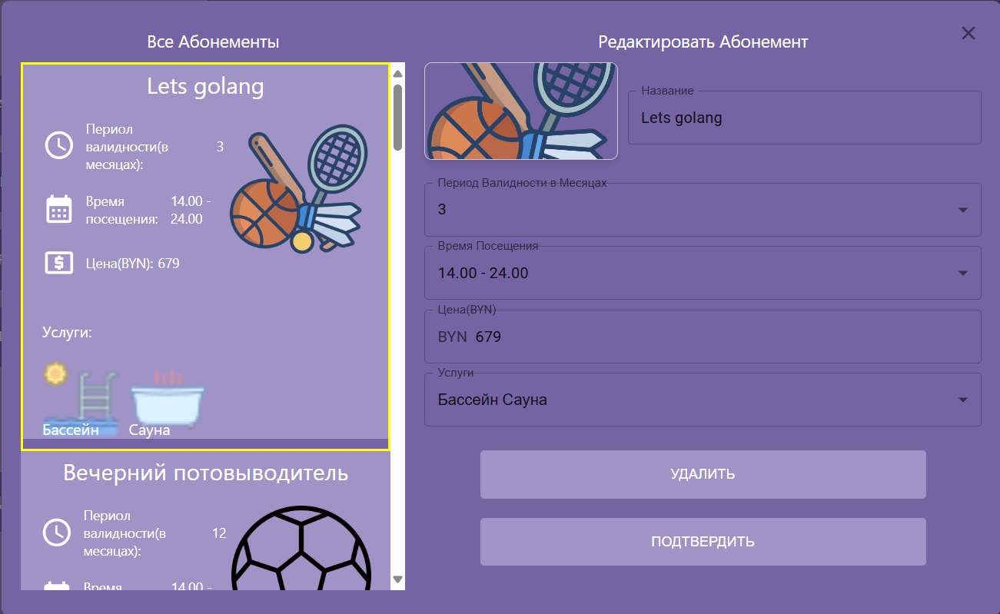 Все Абонементы
Lets golang
Периол
валидности(в
месяцах):
3
Время
посещения:
14.00 -
24.00
Цена(BYN): 679
Услуги:
Бассейн
Сауна
Вечерний потовыводитель
Периол
валидности(в
месяцах):
12
Время
14.00 -
Редактировать Абонемент
Название
Lets golang
Период Валидности в Месяцах
3
Время Посещения
14.00 - 24.00
Цена(BYN)
BYN 679
Услуги
Бассейн Сауна
УДАЛИТЬ
ПОДТВЕРДИТЬ